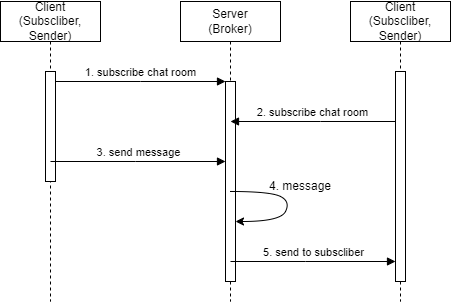 Client
(Subscliber,
Sender)
Server
(Broker)
Client
(Subscliber,
Sender)
1. subscribe chat room
2. subscribe chat room
3. send message
4. message
5. send to subscliber